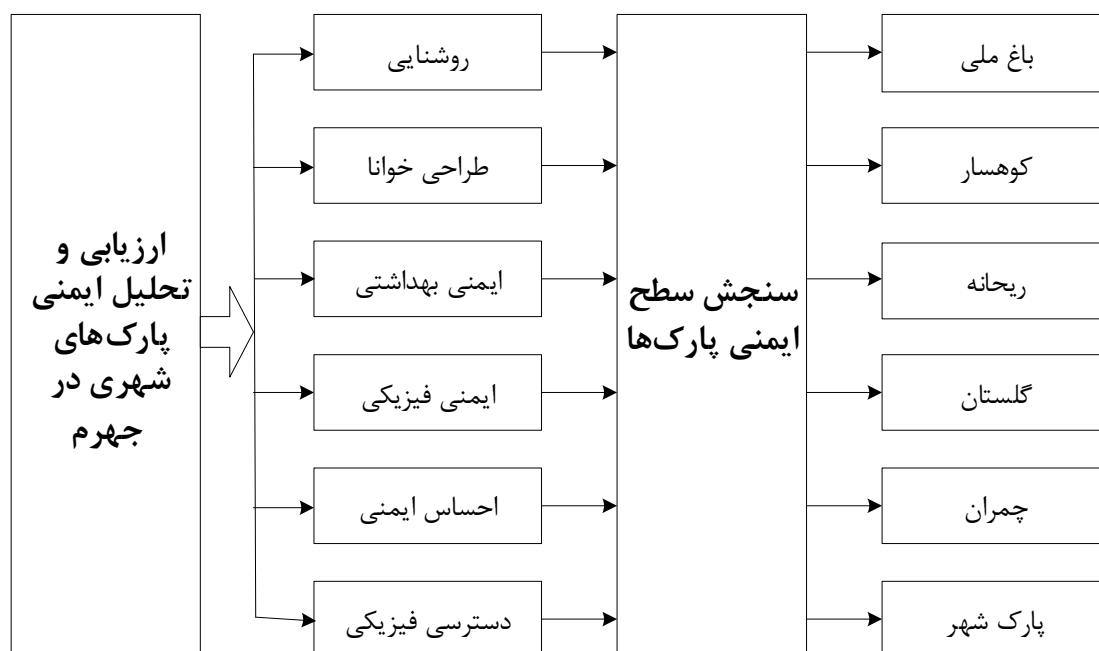 ارزیابی و
تحلیل ایمنی
پارک‌های
شهری در
جهرم
روشنایی
طراحی خوانا
ایمنی بهداشتی
ایمنی فیزیکی
احساس ایمنی
دسترسی فیزیکی
سنجش سطح
ایمنی پارک‌ها
باغ ملی
کوهسار
ریحانه
گلستان
چمران
پارک شهر